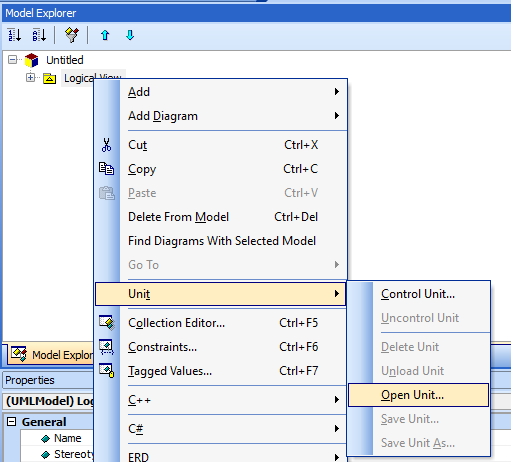 Model Explorer
Untitled
Logical View
Add
Add Diagram
Cut Ctrl+X
Copy Ctrl+C
Paste Ctrl+V
Delete From Model Ctrl+Del
Find Diagrams With Selected Model
Go To
Unit
Control Unit...
Uncontrol Unit
Collection Editor... Ctrl+F5
Delete Unit
Constraints... Ctrl+F6
Unload Unit
Model Explor
Tagged Values... Ctrl+F7
Properties
Open Unit...
(UMLModel) Log
C++
General
Save Unit...
C#
Name
Save Unit As...
Stereoty
ERD